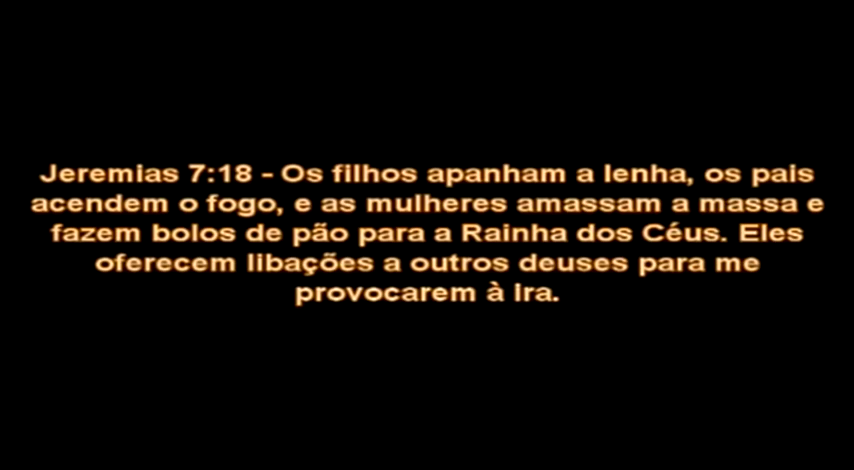 Jeremias 7:18 - Os filhos apanham a lenha, os pais
acendem o fogo, e as mulheres amassam a massa e
fazem bolos de pão para a Rainha dos Céus. Eles
oferecem libações a outros deuses para me
provocarem à ira.